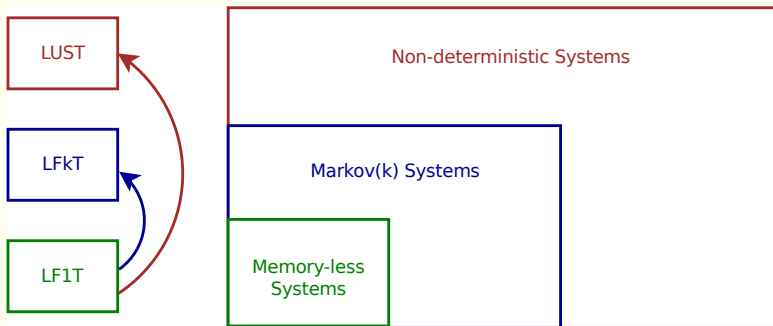 LUST
Non-deterministic Systems
LFkT
Markov(k) Systems
LF1T
Memory-less
Systems